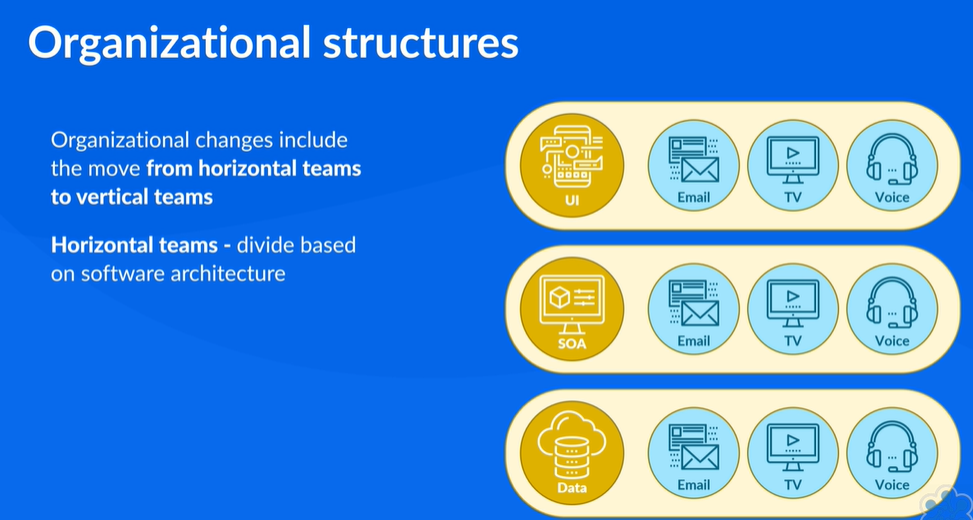 Organizational structures
Organizational changes include
the move from horizontal teams
to vertical teams
Horizontal teams - divide based
on software architecture
UI
Email
TV
Voice
SOA
Email
TV
Voice
Data
Email
TV
Voice